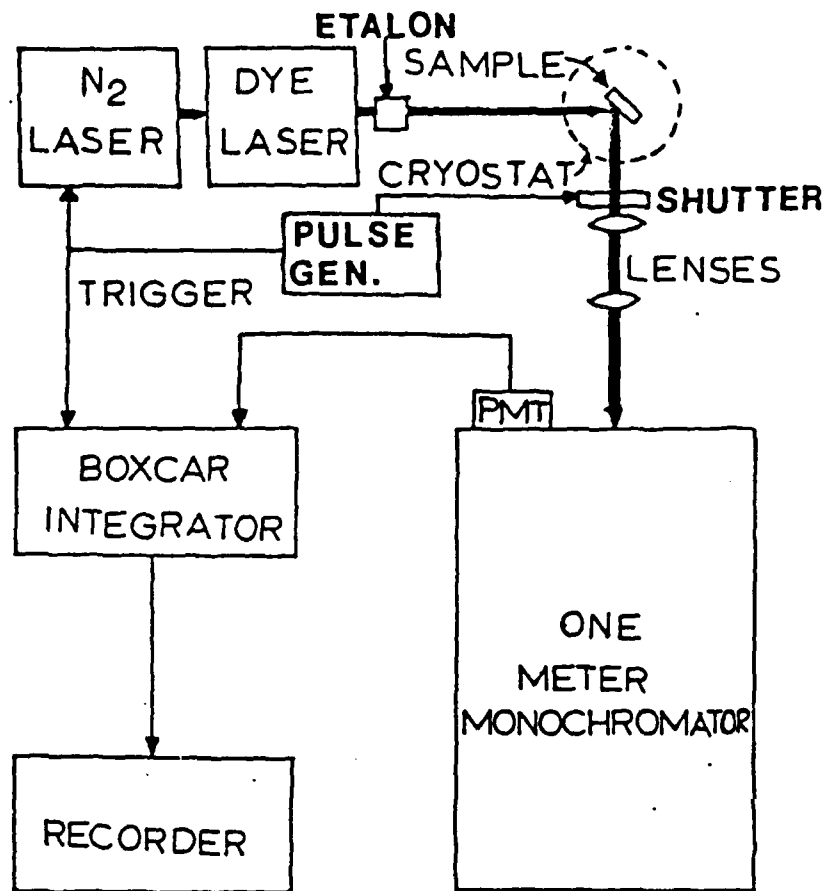 ETALON
N2
LASER
DYE
LASER
SAMPLE
CRYOSTAT
SHUTTER
PULSE
GEN.
LENSES
TRIGGER
PMT
BOXCAR
INTEGRATOR
ONE
METER
MONOCHROMATOR
RECORDER